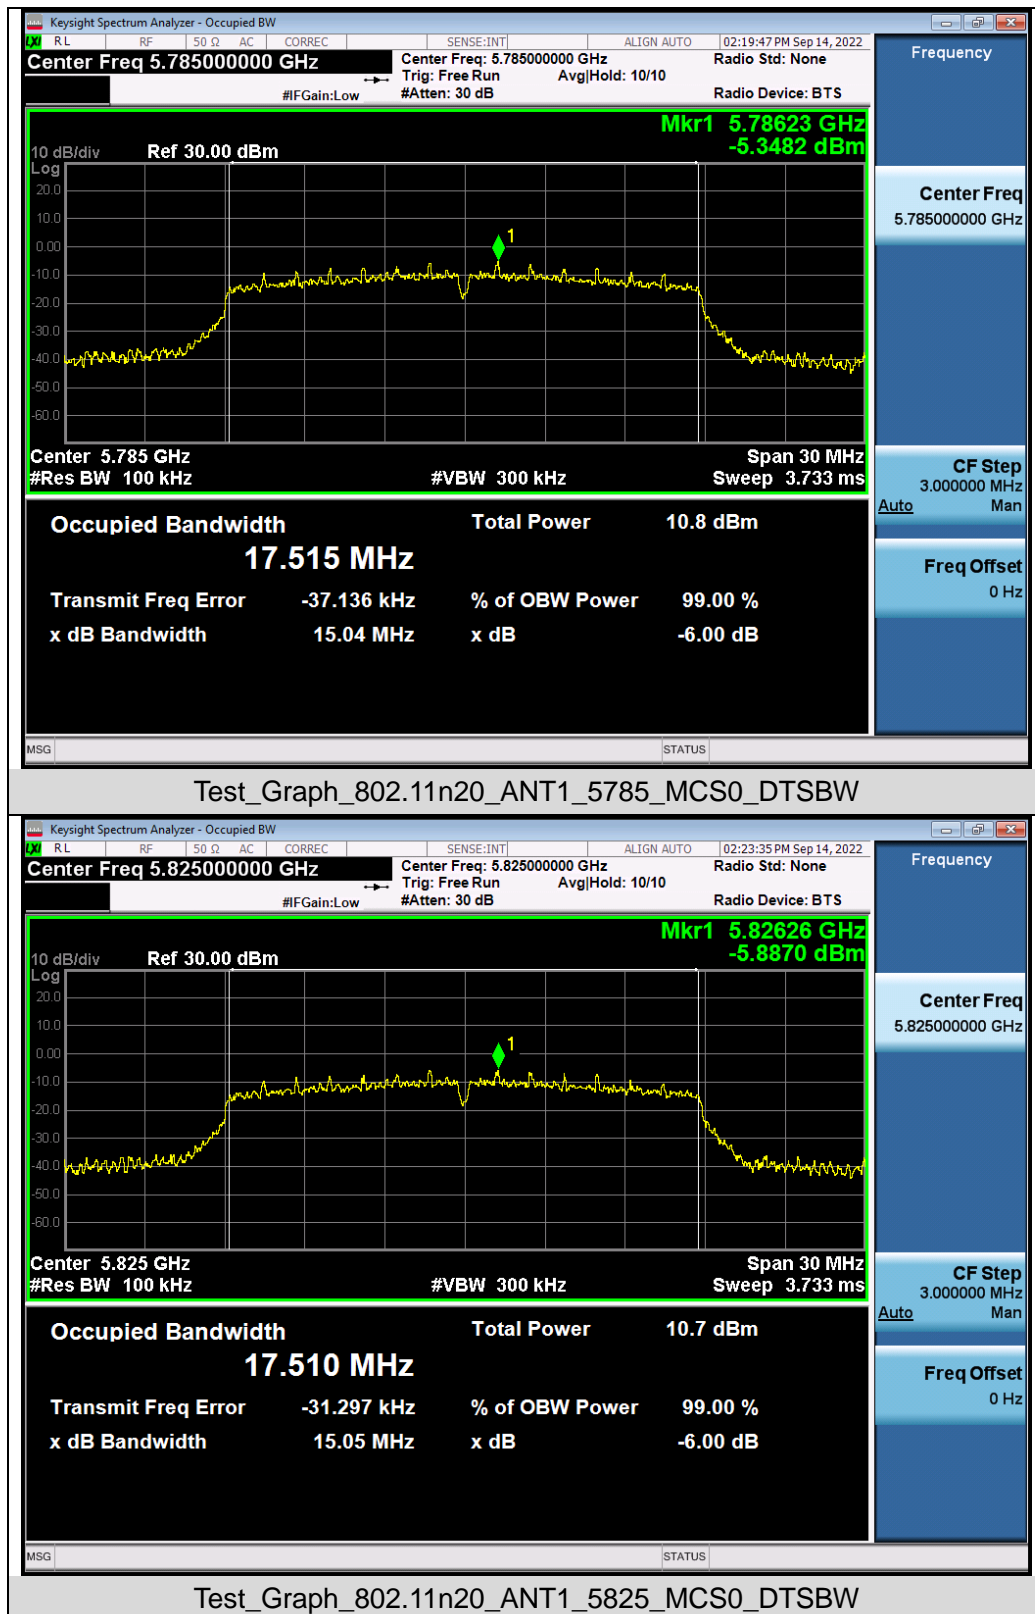 Keysight Spectrum Analyzer - Occupied BW
LXI RL RF 50 Ω AC CORREC SENSE:INT ALIGN AUTO 02:19:47 PM Sep 14, 2022
Center Freq 5.785000000 GHz
Center Freq: 5.785000000 GHz
Radio Std: None
Trig: Free Run Avg|Hold: 10/10
#IFGain:Low
#Atten: 30 dB
Radio Device: BTS
Frequency
Mkr1 5.78623 GHz
-5.3482 dBm
10 dB/div Ref 30.00 dBm
Log
20.0
10.0
0.00
-10.0
-20.0
-30.0
-40.0
-50.0
-60.0
1
Center 5.785 GHz
Span 30 MHz
#Res BW 100 kHz
#VBW 300 kHz
Sweep 3.733 ms
Center Freq
5.785000000 GHz
CF Step
3.000000 MHz
Auto Man
Freq Offset
0 Hz
Occupied Bandwidth
Total Power 10.8 dBm
17.515 MHz
Transmit Freq Error -37.136 kHz % of OBW Power 99.00 %
x dB Bandwidth 15.04 MHz x dB -6.00 dB
MSG STATUS
Test_Graph_802.11n20_ANT1_5785_MCS0_DTSBW
Keysight Spectrum Analyzer - Occupied BW
LXI RL RF 50 Ω AC CORREC SENSE:INT ALIGN AUTO 02:23:35 PM Sep 14, 2022
Center Freq 5.825000000 GHz
Center Freq: 5.825000000 GHz
Radio Std: None
Trig: Free Run Avg|Hold: 10/10
#IFGain:Low
#Atten: 30 dB
Radio Device: BTS
Frequency
Mkr1 5.82626 GHz
-5.8870 dBm
10 dB/div Ref 30.00 dBm
Log
20.0
10.0
0.00
-10.0
-20.0
-30.0
-40.0
-50.0
-60.0
1
Center 5.825 GHz
Span 30 MHz
#Res BW 100 kHz
#VBW 300 kHz
Sweep 3.733 ms
Center Freq
5.825000000 GHz
CF Step
3.000000 MHz
Auto Man
Freq Offset
0 Hz
Occupied Bandwidth
Total Power 10.7 dBm
17.510 MHz
Transmit Freq Error -31.297 kHz % of OBW Power 99.00 %
x dB Bandwidth 15.05 MHz x dB -6.00 dB
MSG STATUS
Test_Graph_802.11n20_ANT1_5825_MCS0_DTSBW